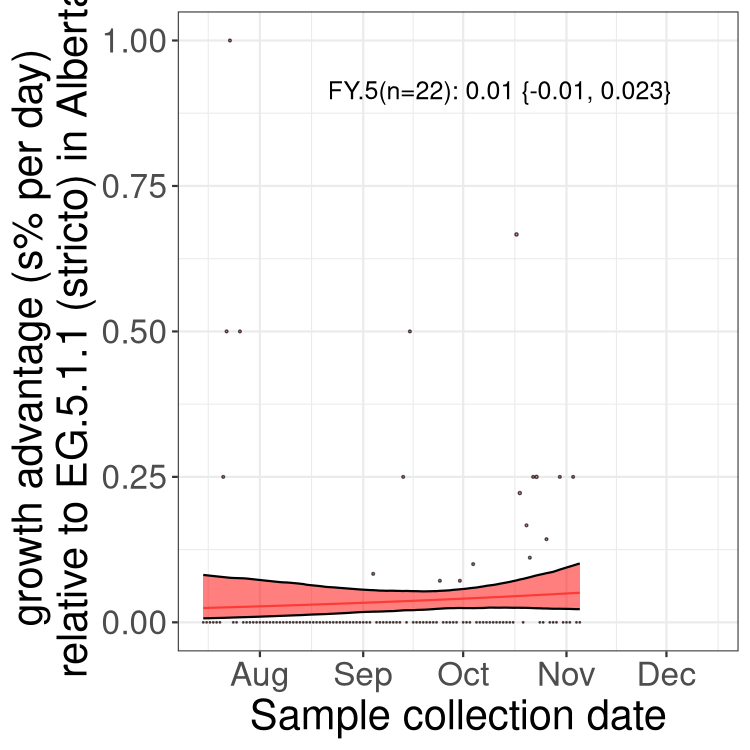 growth advantage (s% per day)
relative to EG.5.1.1 (stricto) in Alberta
1.00
0.75
0.50
0.25
0.00
FY.5(n=22): 0.01 {-0.01, 0.023}
Aug Sep Oct Nov Dec
Sample collection date